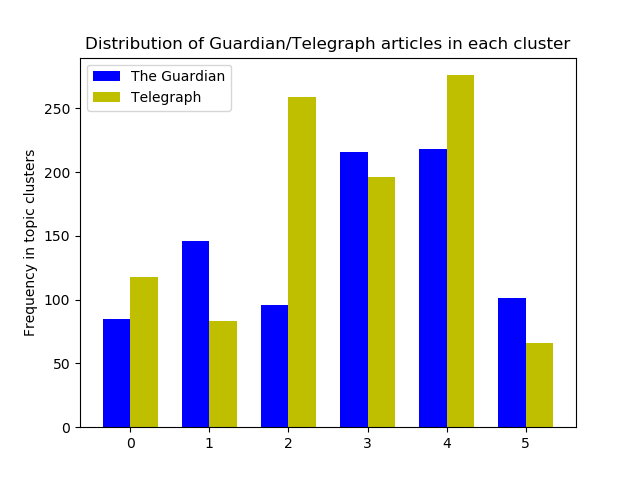 Distribution of Guardian/Telegraph articles in each cluster
The Guardian
Telegraph
Frequency in topic clusters
250
200
150
100
50
0
0 1 2 3 4 5